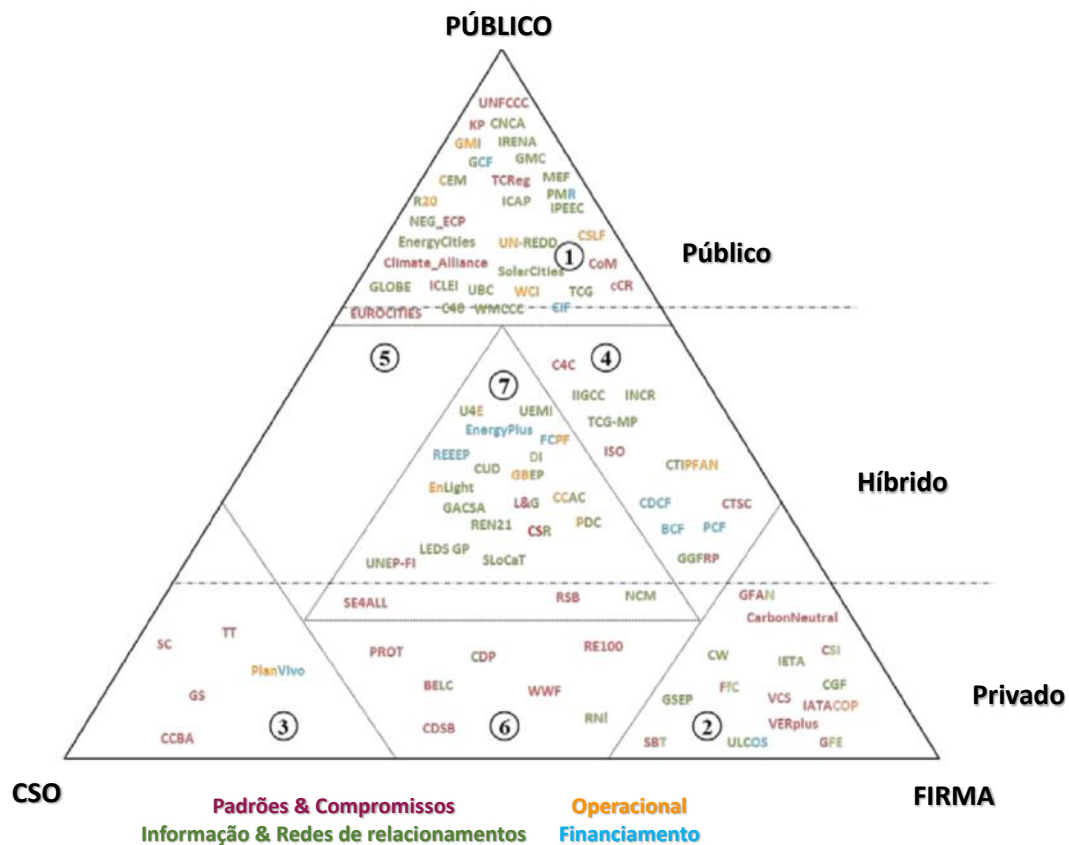 PÚBLICO
UNFCCC
KP CNCA
GMI IRENA
GCF GMC
CEM TCReg MEF
R20 ICAP PMR
IPEEC
NEG_ECP
EnergyCities UN-REDD CSLF
1
Público
Climate_Alliance SolarCities CoM
GLOBE ICLEI UBC WCI TCG cCR
EUROCITIES C40 WMCCC CIF
5
4
7
C4C
IIGCC INCR
U4E UEMI
TCG-MP
EnergyPlus FCPF
REEEP DI ISO
CUD GBEP CTIPFAN
EnLight
Híbrido
GACSA L&G CCAC CDCF CTSC
REN21 CSR PDC BCF PCF
LEDS GP
UNEP-FI SLoCaT GGFRP
SE4ALL RSB NCM GFAN
CarbonNeutral
SC TT
PROT CDP RE100 CW IETA CSI
PlanVivo
BELC WWF FfC CGF
GS GSEP VCS IATACOP
Privado
CDSB RNI VERplus
3
6
2
CCBA SBT ULCOS GFE
CSO FIRMA
Padrões & Compromissos Operacional
Informação & Redes de relacionamentos Financiamento